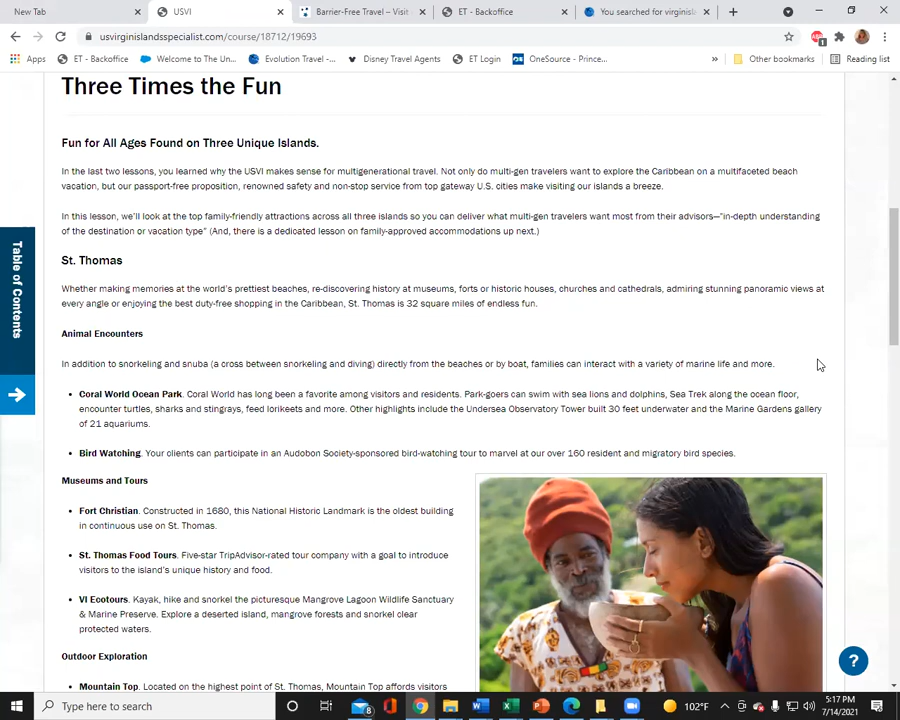 New Tab
USVI
Barrier-Free Travel – Visit
ET - Backoffice
You searched for virginisl
usvirginislandsspecialist.com/course/18712/19693
Apps
ET - Backoffice
Welcome to The Un...
Evolution Travel -...
Disney Travel Agents
ET Login
OneSource - Prince...
»
Other bookmarks
Reading list
Three Times the Fun
Fun for All Ages Found on Three Unique Islands.
In the last two lessons, you learned why the USVI makes sense for multigenerational travel. Not only do multi-gen travelers want to explore the Caribbean on a multifaceted beach
vacation, but our passport-free proposition, renowned safety and non-stop service from top gateway U.S. cities make visiting our islands a breeze.
In this lesson, we'll look at the top family-friendly attractions across all three islands so you can deliver what multi-gen travelers want most from their advisors—"in-depth understanding
of the destination or vacation type" (And, there is a dedicated lesson on family-approved accommodations up next.)
Table of Contents
St. Thomas
Whether making memories at the world's prettiest beaches, re-discovering history at museums, forts or historic houses, churches and cathedrals, admiring stunning panoramic views at
every angle or enjoying the best duty-free shopping in the Caribbean, St. Thomas is 32 square miles of endless fun.
Animal Encounters
In addition to snorkeling and snuba (a cross between snorkeling and diving) directly from the beaches or by boat, families can interact with a variety of marine life and more.
• Coral World Ocean Park. Coral World has long been a favorite among visitors and residents. Park-goers can swim with sea lions and dolphins, Sea Trek along the ocean floor,
encounter turtles, sharks and stingrays, feed lorikeets and more. Other highlights include the Undersea Observatory Tower built 30 feet underwater and the Marine Gardens gallery
of 21 aquariums.
• Bird Watching. Your clients can participate in an Audobon Society-sponsored bird-watching tour to marvel at our over 160 resident and migratory bird species.
Museums and Tours
• Fort Christian. Constructed in 1680, this National Historic Landmark is the oldest building
in continuous use on St. Thomas.
• St. Thomas Food Tours. Five-star TripAdvisor-rated tour company with a goal to introduce
visitors to the island's unique history and food.
• VI Ecotours. Kayak, hike and snorkel the picturesque Mangrove Lagoon Wildlife Sanctuary
& Marine Preserve. Explore a deserted island, mangrove forests and snorkel clear
protected waters.
Outdoor Exploration
• Mountain Top. Located on the highest point of St. Thomas, Mountain Top affords visitors
?
Type here to search
8
102°F
5:17 PM
7/14/2021